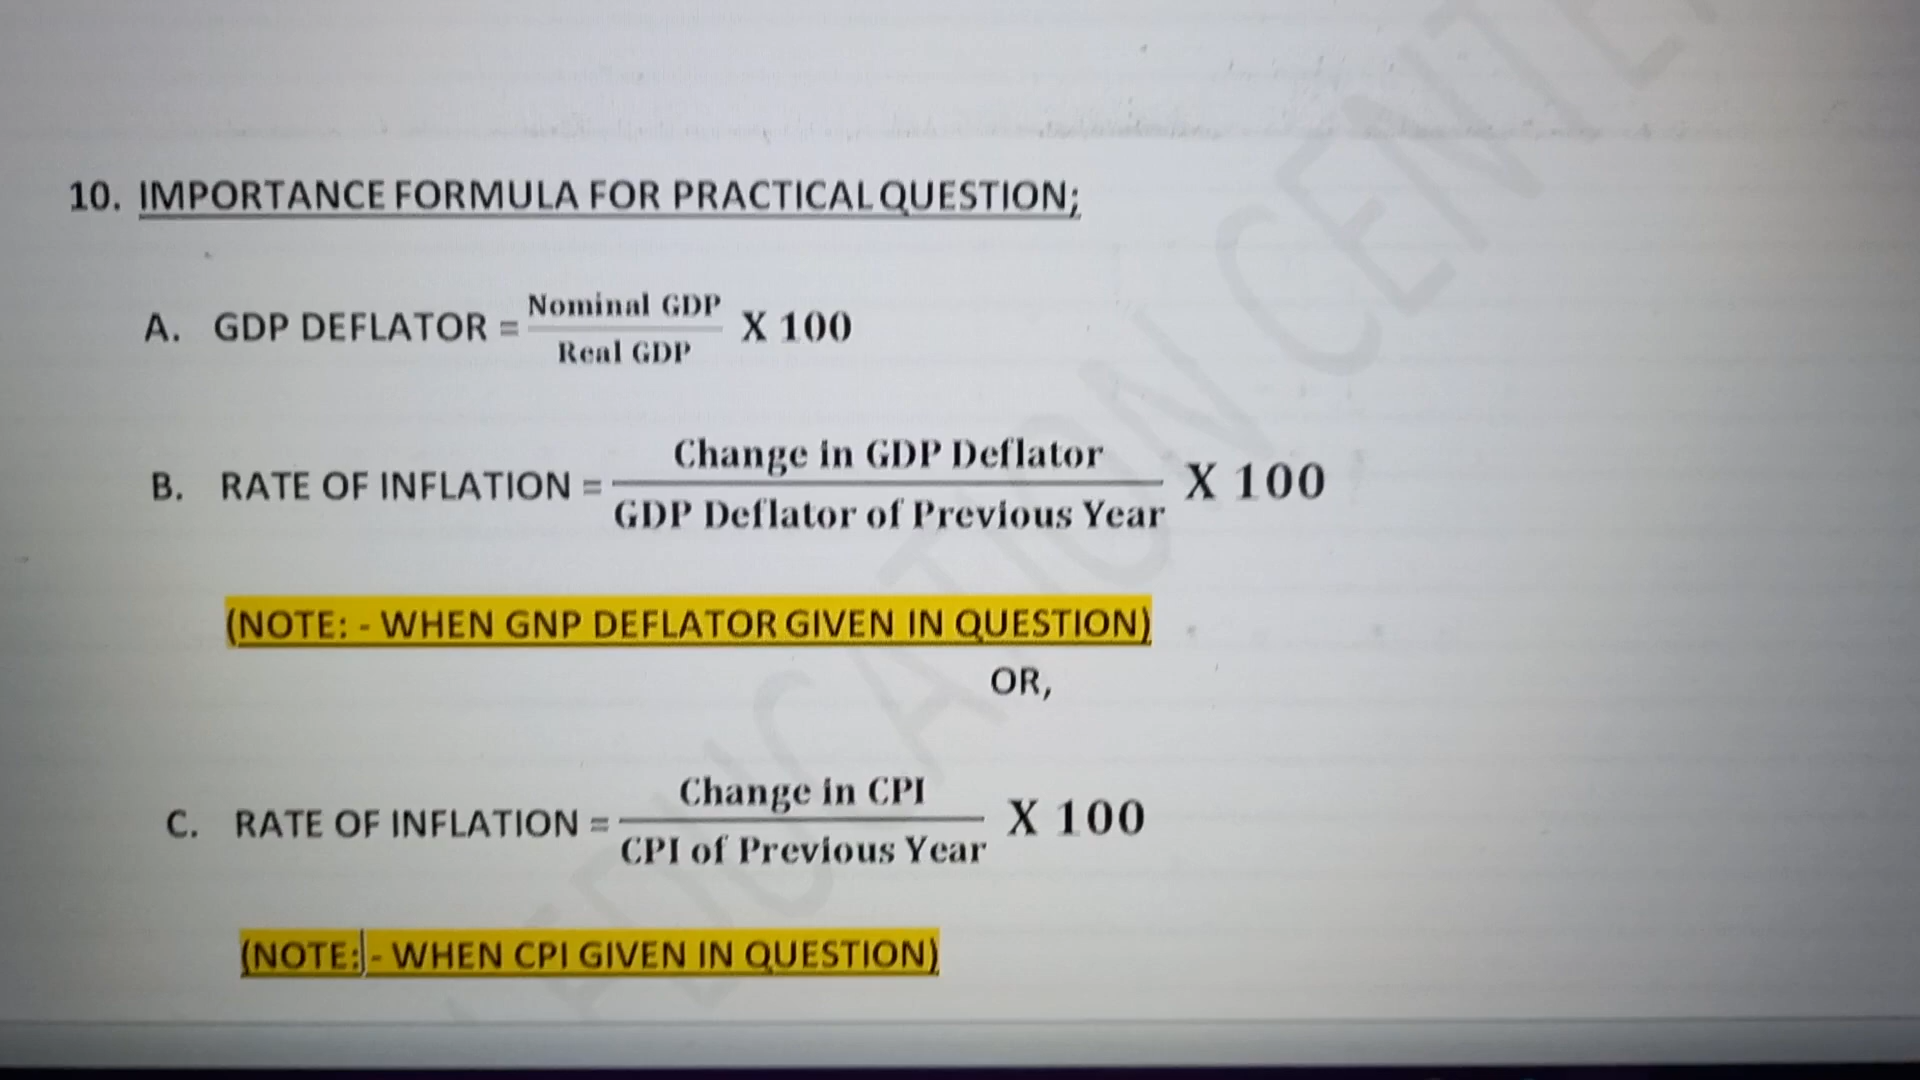 10. IMPORTANCE FORMULA FOR PRACTICAL QUESTION;
A. GDP DEFLATOR = Nominal GDP / Real GDP X 100
B. RATE OF INFLATION = Change in GDP Deflator / GDP Deflator of Previous Year X 100
(NOTE: - WHEN GNP DEFLATOR GIVEN IN QUESTION)
OR,
C. RATE OF INFLATION = Change in CPI / CPI of Previous Year X 100
(NOTE: - WHEN CPI GIVEN IN QUESTION)
EDUCATION CENTE